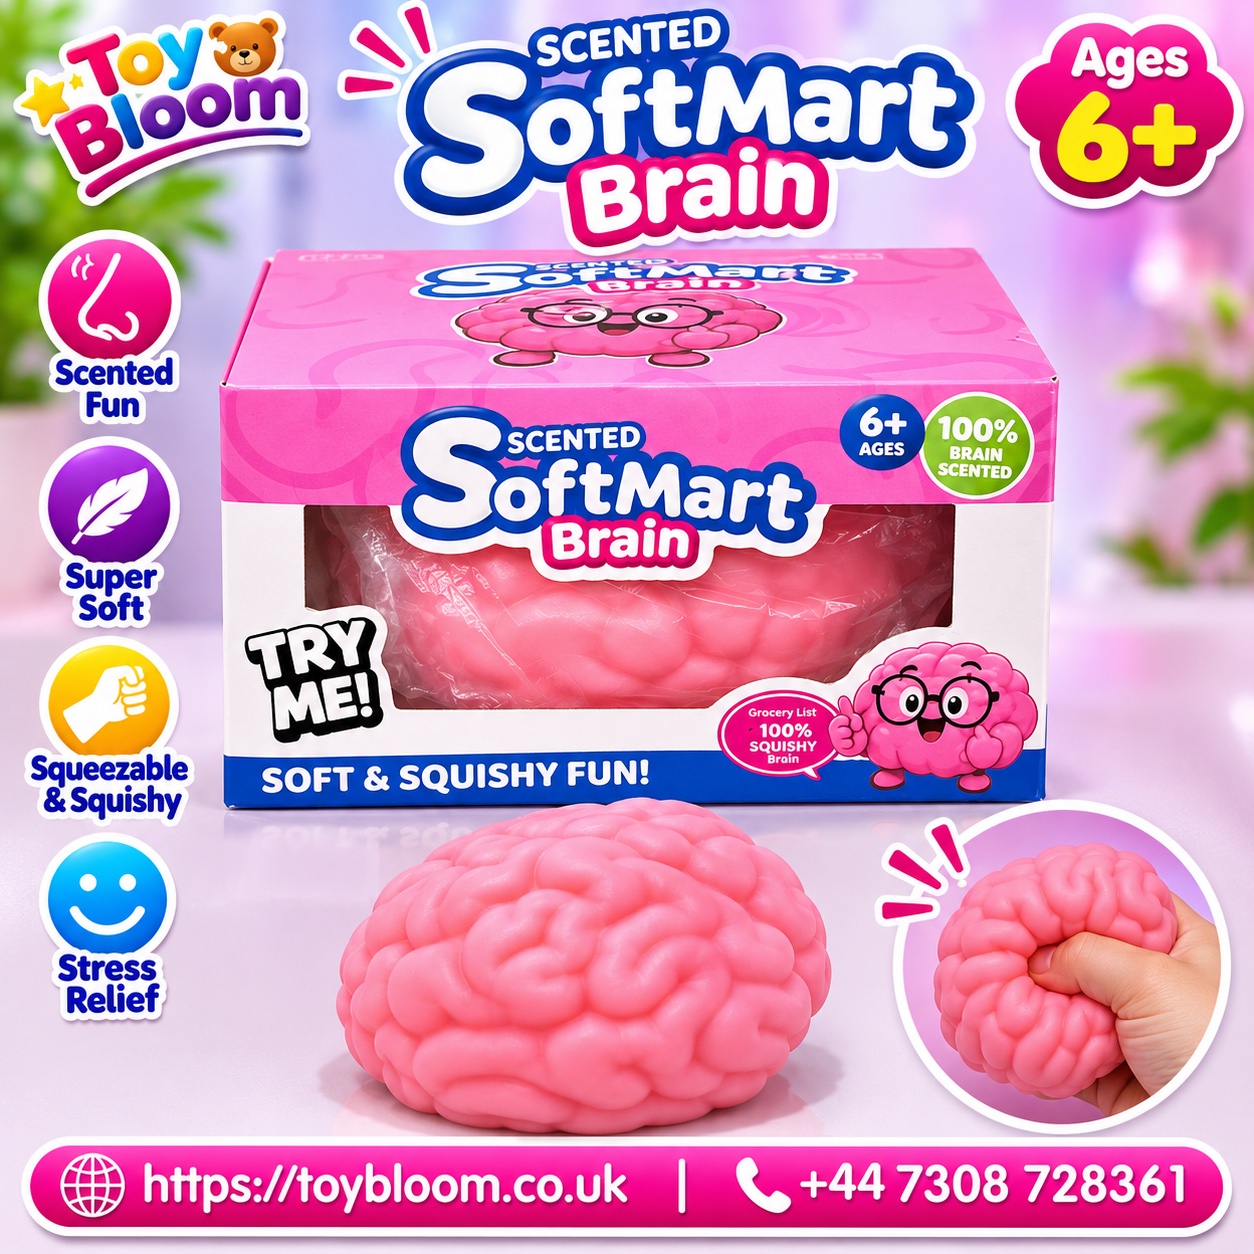 Toy
Bloom
SCENTED
SoftMart
Brain
Ages
6+
Scented
Fun
Super
Soft
Squeezable
& Squishy
Stress
Relief
SCENTED
SoftMart
Brain
SCENTED
SoftMart
Brain
6+
AGES
100%
BRAIN
SCENTED
TRY
ME!
Grocery List
100%
SQUISHY
Brain
SOFT & SQUISHY FUN!
https://toybloom.co.uk | +44 7308 728361